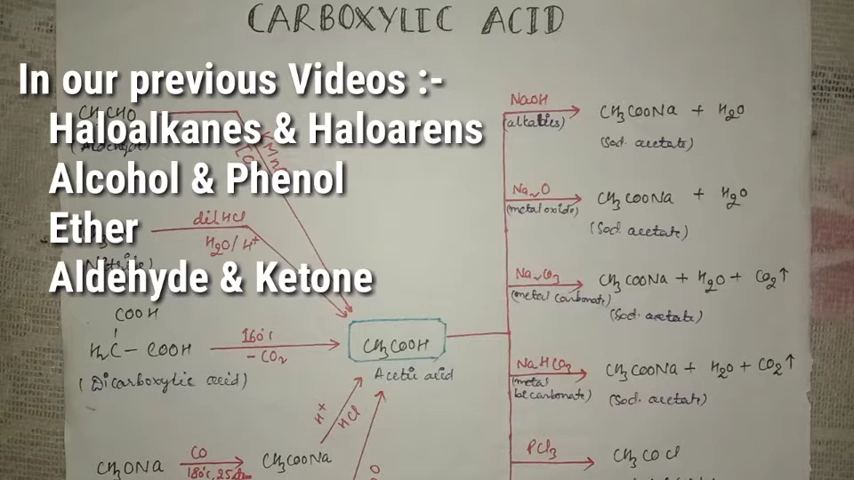 CARBOXYLIC ACID
In our previous Videos :-
Haloalkanes & Haloarens
Alcohol & Phenol
Ether
Aldehyde & Ketone
CH3CHO
dil HCl
H2O/H+
COOH
H2C - COOH
(Dicarboxylic acid)
160°C
- CO2
CH3COOH
Acetic acid
H+
HCl
CH3ONa
CO
180°C, 25
CH3COONa
NaOH
(alkalies)
CH3COONa + H2O
(Sod. acetate)
Na2O
(metal oxide)
CH3COONa + H2O
(Sod. acetate)
Na2CO3
(metal carbonate)
CH3COONa + H2O + CO2↑
(Sod. acetate)
NaHCO3
(metal bicarbonate)
CH3COONa + H2O + CO2↑
(Sod. acetate)
PCl3
CH3COCl